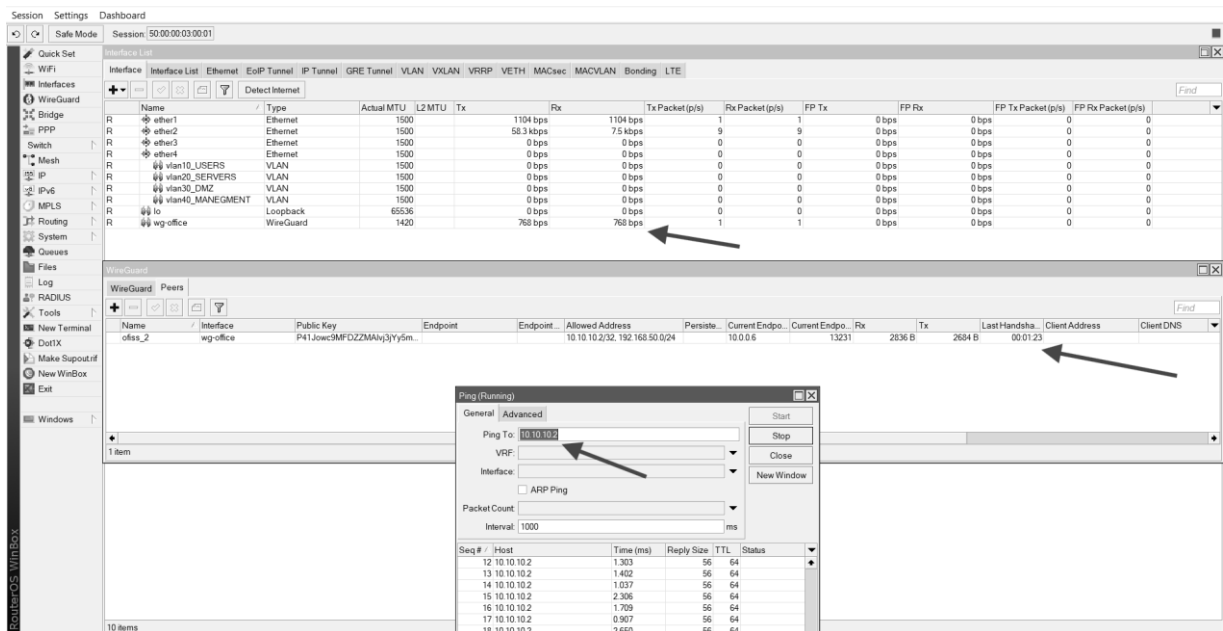 Session Settings Dashboard
Safe Mode Session: 50:00:00:03:00:01
Quick Set
WiFi
Interfaces
WireGuard
Bridge
PPP
Switch
Mesh
IP
IPv6
MPLS
Routing
System
Queues
Files
Log
RADIUS
Tools
New Terminal
Dot1X
Make Supout.rif
New WinBox
Exit
Windows
RouterOS WinBox
Interface List
Interface Interface List Ethernet EoIP Tunnel IP Tunnel GRE Tunnel VLAN VXLAN VRRP VETH MACsec MACVLAN Bonding LTE
Detect Internet Find
Name Type Actual MTU L2 MTU Tx Rx Tx Packet (p/s) Rx Packet (p/s) FP Tx FP Rx FP Tx Packet (p/s) FP Rx Packet (p/s)
R ether1 Ethernet 1500 1104 bps 1104 bps 1 1 0 bps 0 bps 0 0
R ether2 Ethernet 1500 58.3 kbps 7.5 kbps 9 9 0 bps 0 bps 0 0
R ether3 Ethernet 1500 0 bps 0 bps 0 0 0 bps 0 bps 0 0
R ether4 Ethernet 1500 0 bps 0 bps 0 0 0 bps 0 bps 0 0
R vlan10_USERS VLAN 1500 0 bps 0 bps 0 0 0 bps 0 bps 0 0
R vlan20_SERVERS VLAN 1500 0 bps 0 bps 0 0 0 bps 0 bps 0 0
R vlan30_DMZ VLAN 1500 0 bps 0 bps 0 0 0 bps 0 bps 0 0
R vlan40_MANEGMENT VLAN 1500 0 bps 0 bps 0 0 0 bps 0 bps 0 0
R lo Loopback 65536 0 bps 0 bps 0 0 0 bps 0 bps 0 0
R wg-office WireGuard 1420 768 bps 768 bps 1 1 0 bps 0 bps 0 0
WireGuard
WireGuard Peers
Find
Name Interface Public Key Endpoint Endpoint... Allowed Address Persiste... Current Endpo... Current Endpo... Rx Tx Last Handsha... Client Address Client DNS
ofiss_2 wg-office P41Jowc9MFDZZMAlvj3jYy5m... 10.10.10.2/32, 192.168.50.0/24 10.0.0.6 13231 2836 B 2684 B 00:01:23
1 item
Ping (Running)
General Advanced
Ping To: 10.10.10.2
VRF:
Interface:
ARP Ping
Packet Count:
Interval: 1000 ms
Start
Stop
Close
New Window
Seq # Host Time (ms) Reply Size TTL Status
12 10.10.10.2 1.303 56 64
13 10.10.10.2 1.402 56 64
14 10.10.10.2 1.037 56 64
15 10.10.10.2 2.306 56 64
16 10.10.10.2 1.709 56 64
17 10.10.10.2 0.907 56 64
18 10.10.10.2 2.650 56 64
10 items